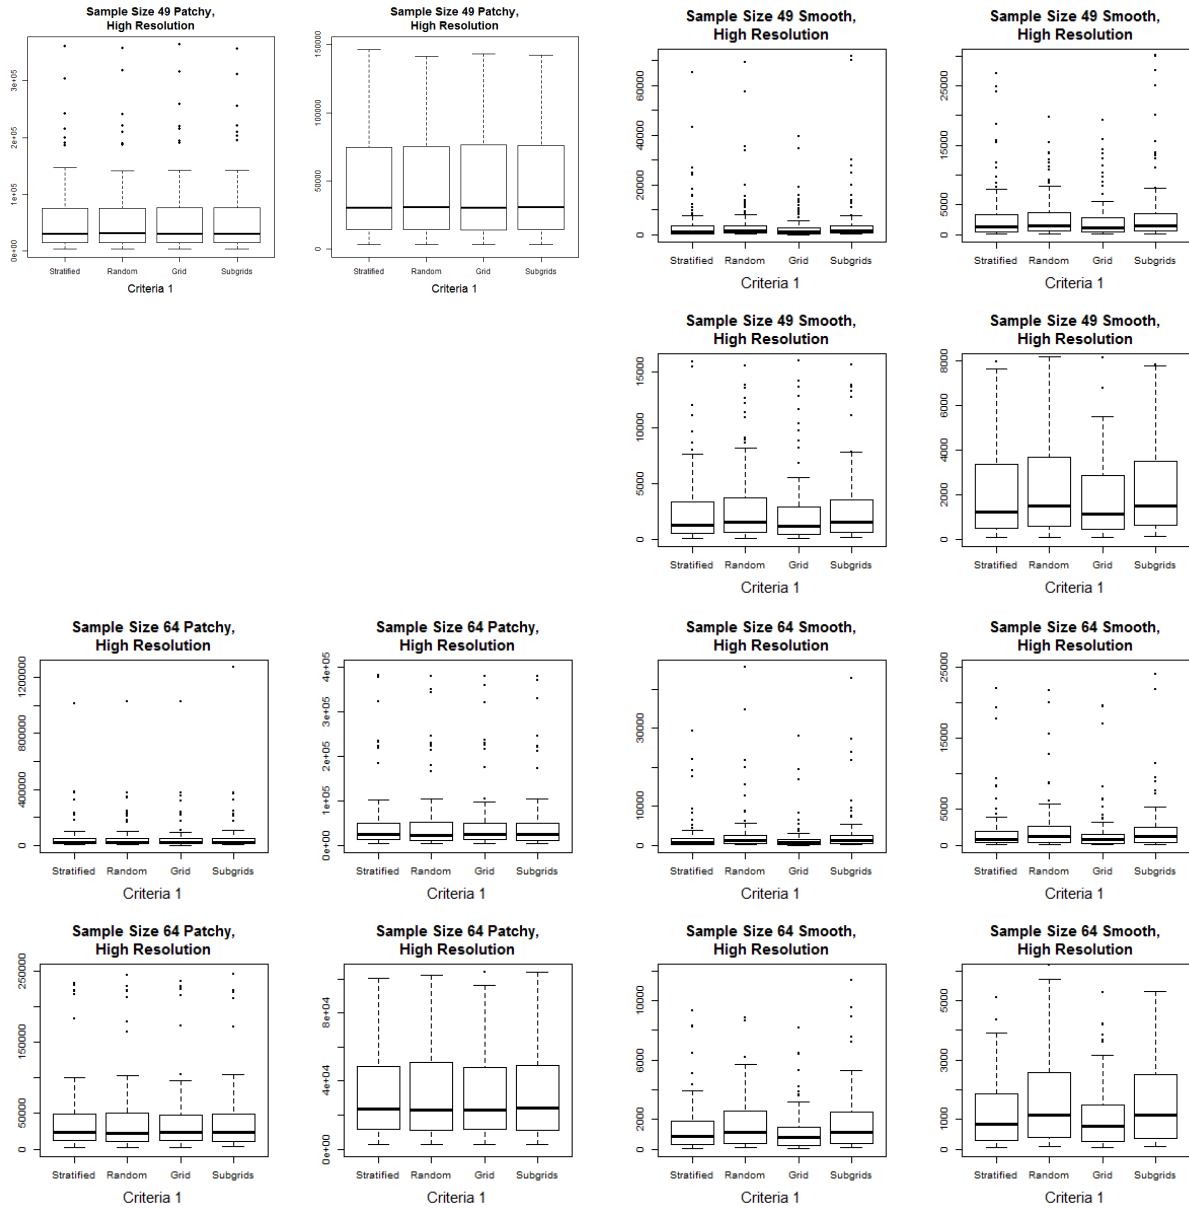 Sample Size 49 Patchy,
High Resolution
0e+00 1e+05 2e+05 3e+05
Stratified Random Grid Subgrids
Criteria 1
Sample Size 49 Patchy,
High Resolution
0 50000 100000 150000
Stratified Random Grid Subgrids
Criteria 1
Sample Size 49 Smooth,
High Resolution
0 10000 20000 30000 40000 60000
Stratified Random Grid Subgrids
Criteria 1
Sample Size 49 Smooth,
High Resolution
0 5000 15000 25000
Stratified Random Grid Subgrids
Criteria 1
Sample Size 49 Smooth,
High Resolution
0 5000 10000 15000
Stratified Random Grid Subgrids
Criteria 1
Sample Size 49 Smooth,
High Resolution
0 2000 4000 6000 8000
Stratified Random Grid Subgrids
Criteria 1
Sample Size 64 Patchy,
High Resolution
0 400000 800000 1200000
Stratified Random Grid Subgrids
Criteria 1
Sample Size 64 Patchy,
High Resolution
0e+00 1e+05 2e+05 3e+05 4e+05
Stratified Random Grid Subgrids
Criteria 1
Sample Size 64 Smooth,
High Resolution
0 10000 30000
Stratified Random Grid Subgrids
Criteria 1
Sample Size 64 Smooth,
High Resolution
0 5000 15000 25000
Stratified Random Grid Subgrids
Criteria 1
Sample Size 64 Patchy,
High Resolution
0 50000 150000 250000
Stratified Random Grid Subgrids
Criteria 1
Sample Size 64 Patchy,
High Resolution
0e+00 4e+04 8e+04
Stratified Random Grid Subgrids
Criteria 1
Sample Size 64 Smooth,
High Resolution
0 2000 6000 10000
Stratified Random Grid Subgrids
Criteria 1
Sample Size 64 Smooth,
High Resolution
0 1000 3000 5000
Stratified Random Grid Subgrids
Criteria 1